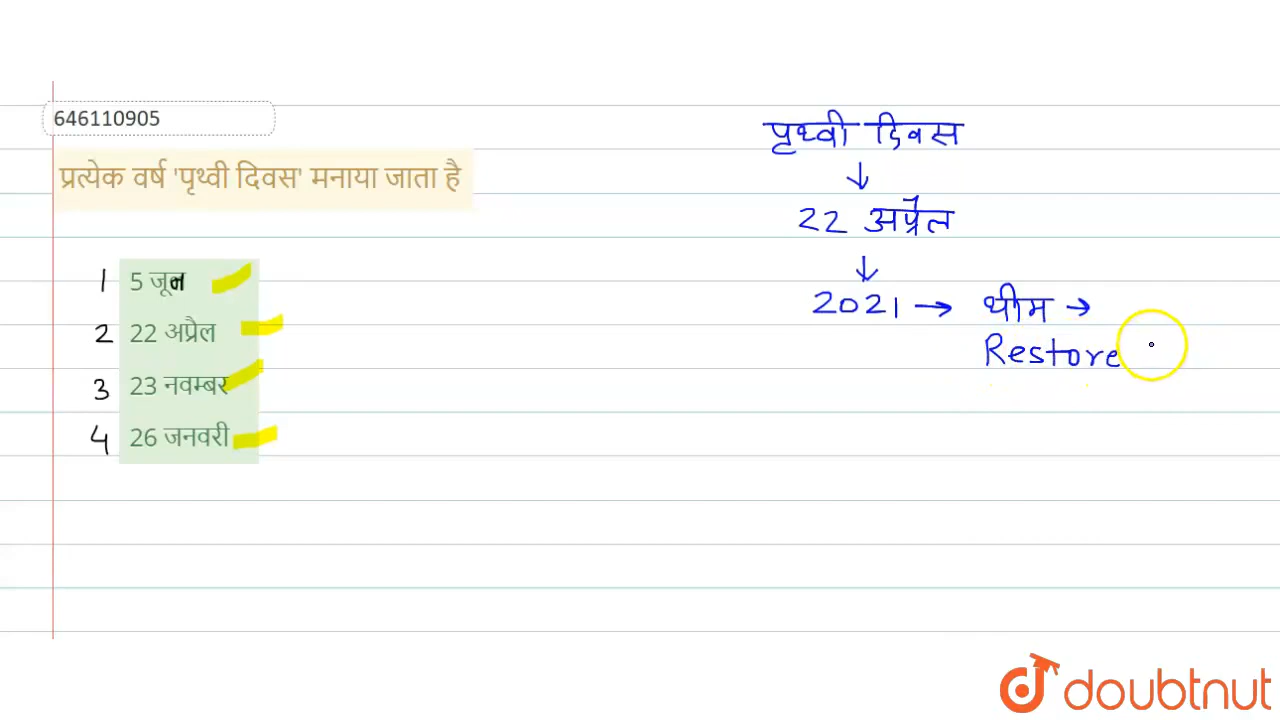 646110905
प्रत्येक वर्ष 'पृथ्वी दिवस' मनाया जाता है
1 5 जून
2 22 अप्रैल
3 23 नवम्बर
4 26 जनवरी
पृथ्वी दिवस
↓
22 अप्रैल
↓
2021 → थीम →
Restore
doubtnut